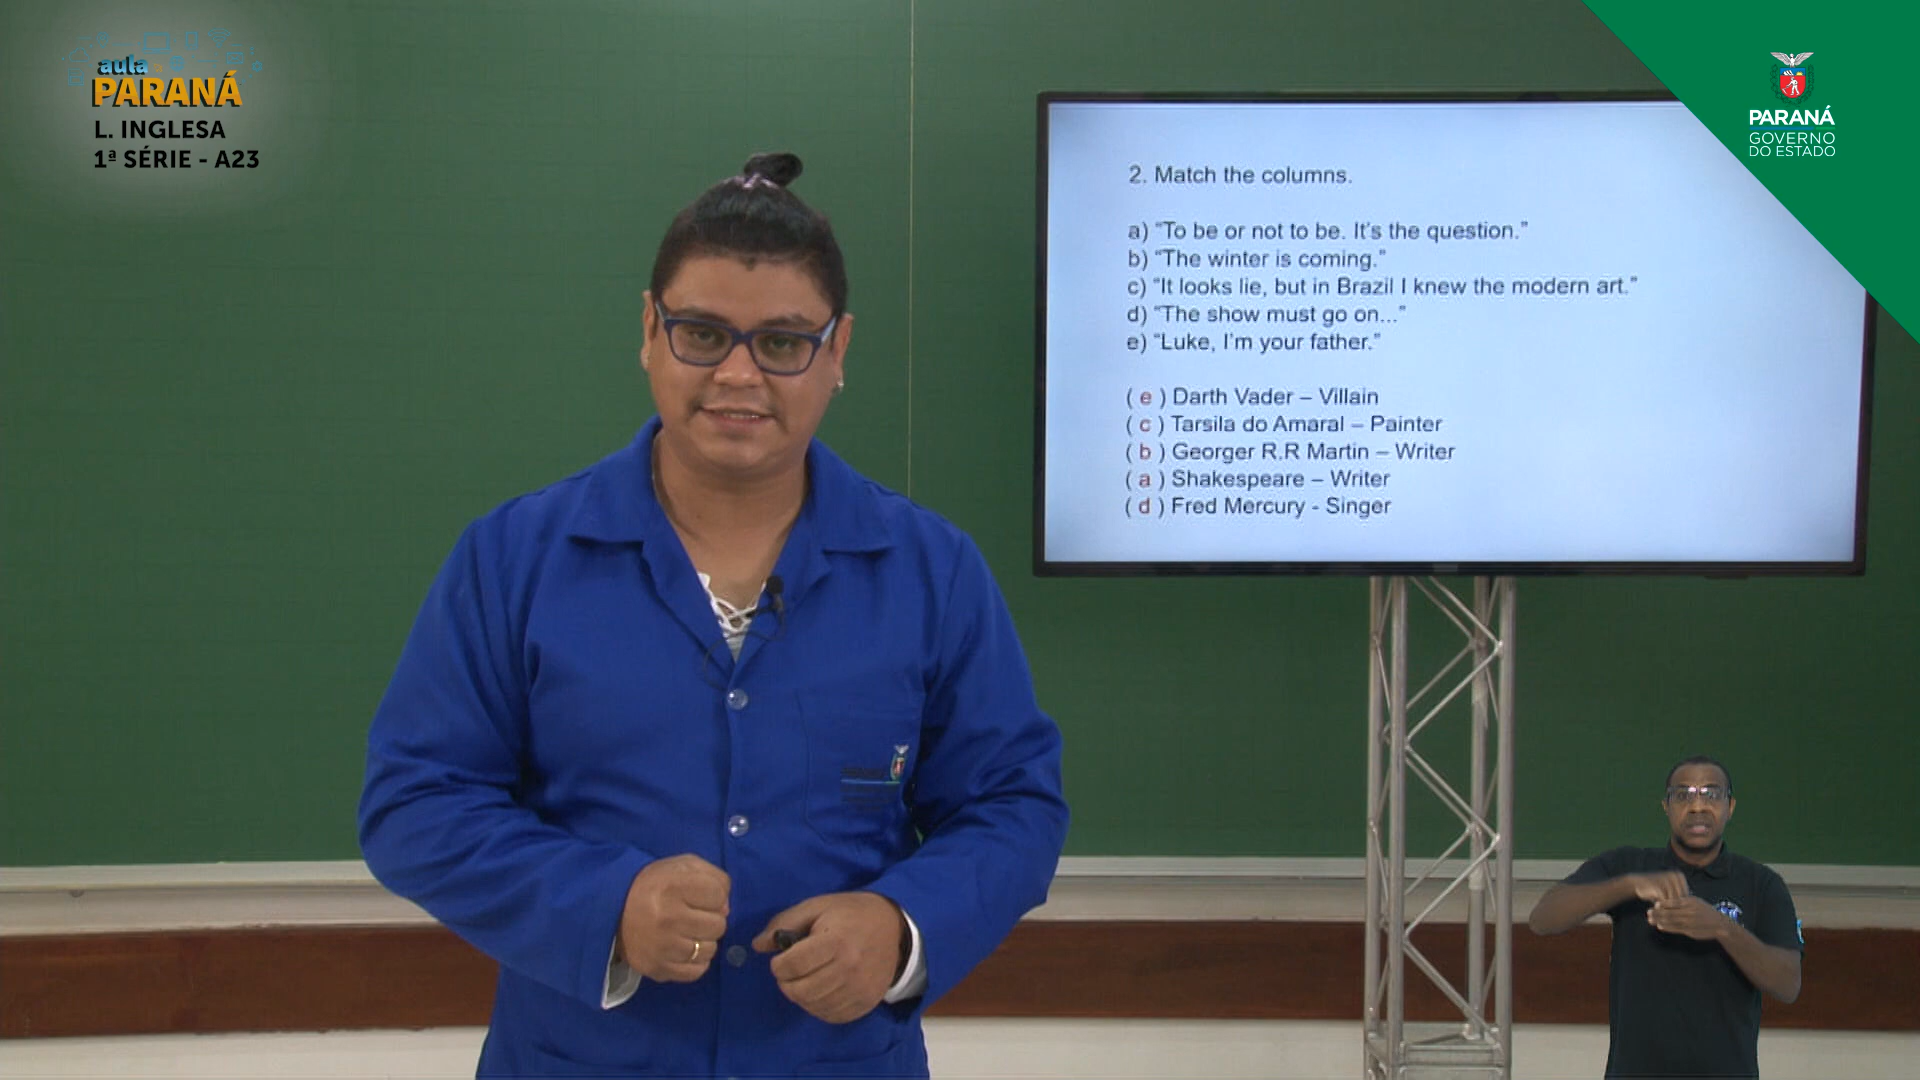 aula
PARANÁ
L. INGLESA
1ª SÉRIE - A23
PARANÁ
GOVERNO
DO ESTADO
2. Match the columns.
a) “To be or not to be. It’s the question.”
b) “The winter is coming.”
c) “It looks lie, but in Brazil I knew the modern art.”
d) “The show must go on...”
e) “Luke, I’m your father.”
( e ) Darth Vader – Villain
( c ) Tarsila do Amaral – Painter
( b ) Georger R.R Martin – Writer
( a ) Shakespeare – Writer
( d ) Fred Mercury - Singer